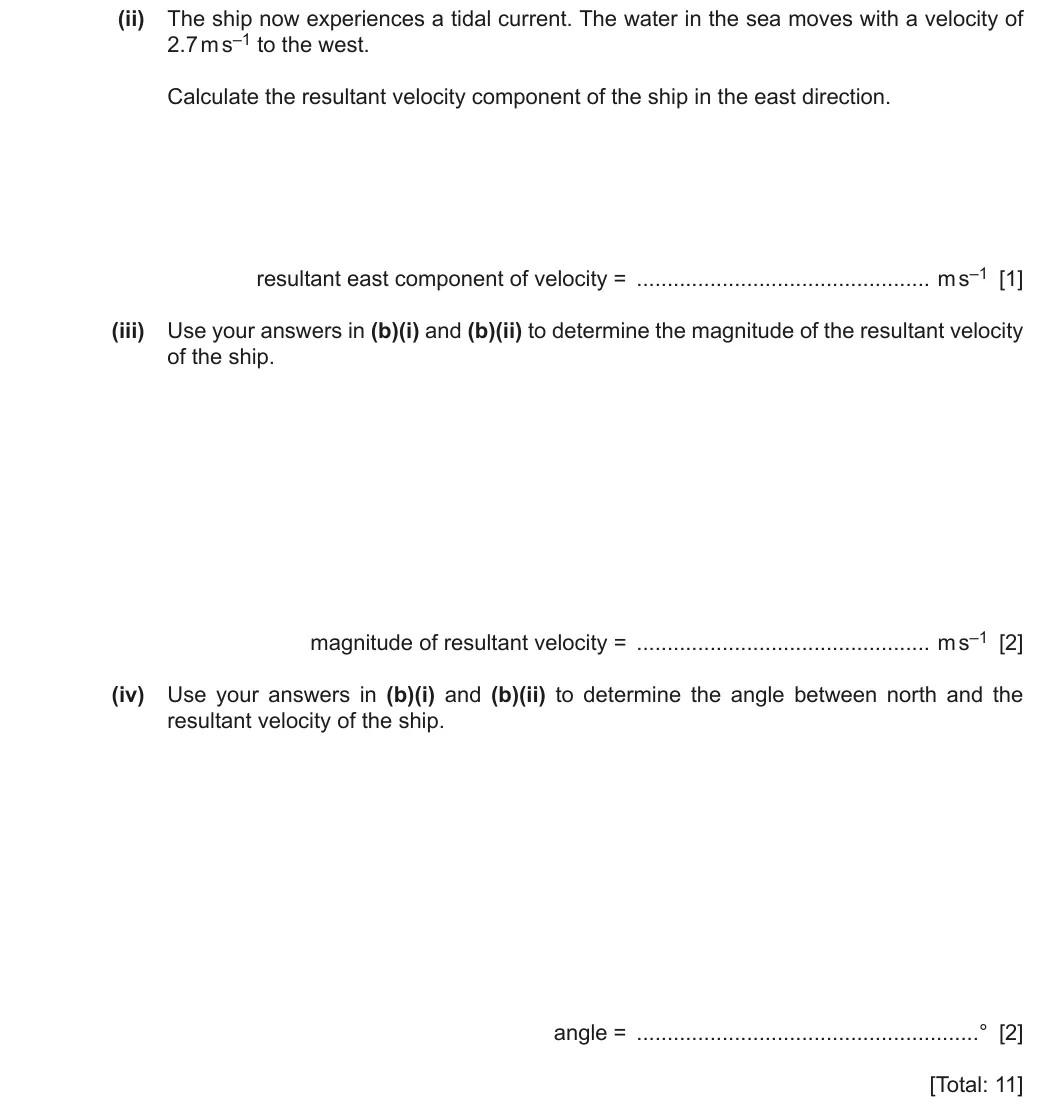 (ii) The ship now experiences a tidal current. The water in the sea moves with a velocity of
2.7 m s⁻¹ to the west.
Calculate the resultant velocity component of the ship in the east direction.
resultant east component of velocity = ................................................ m s⁻¹ [1]
(iii) Use your answers in (b)(i) and (b)(ii) to determine the magnitude of the resultant velocity
of the ship.
magnitude of resultant velocity = ................................................ m s⁻¹ [2]
(iv) Use your answers in (b)(i) and (b)(ii) to determine the angle between north and the
resultant velocity of the ship.
angle = ........................................................° [2]
[Total: 11]